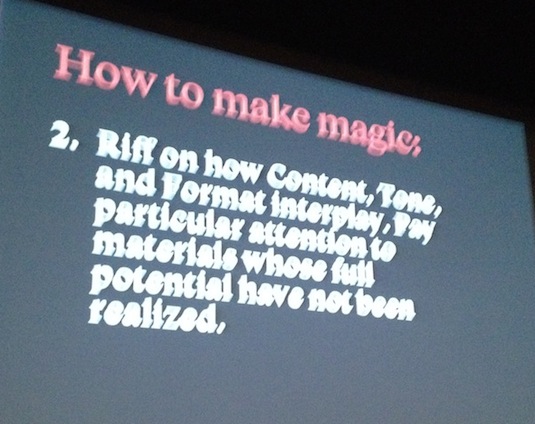 How to make magic:
2. Riff on how Content, Tone,
and Format interplay. Pay
particular attention to
materials whose full
potential have not been
realized.